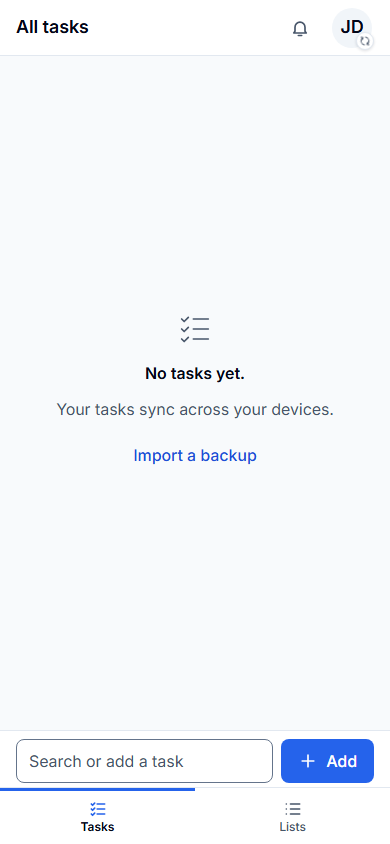 All tasks
JD
No tasks yet.
Your tasks sync across your devices.
Import a backup
Search or add a task
Add
Tasks
Lists